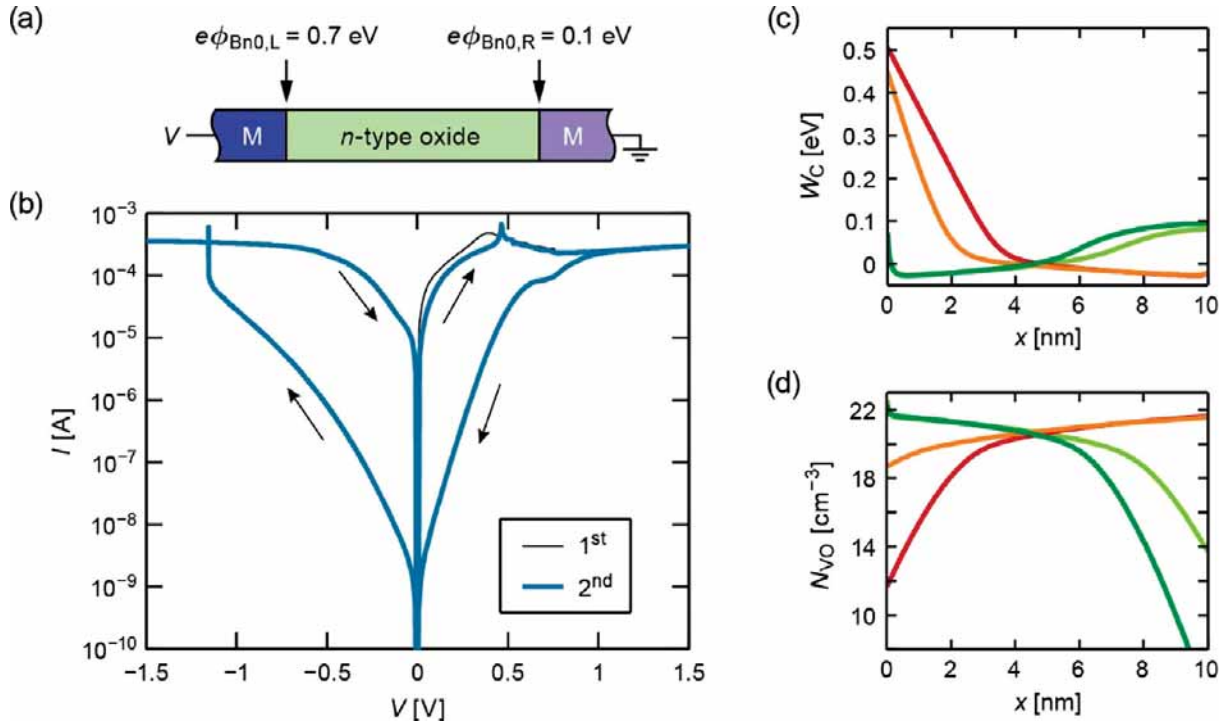 (a)
eϕBn0,L = 0.7 eV eϕBn0,R = 0.1 eV
V M n-type oxide M
(b)
I [A]
10⁻³
10⁻⁴
10⁻⁵
10⁻⁶
10⁻⁷
10⁻⁸
10⁻⁹
10⁻¹⁰
1st
2nd
−1.5 −1 −0.5 0 0.5 1 1.5
V [V]
(c)
WC [eV]
0.5
0.4
0.3
0.2
0.1
0
0 2 4 6 8 10
x [nm]
(d)
NVO [cm⁻³]
22
18
14
10
0 2 4 6 8 10
x [nm]